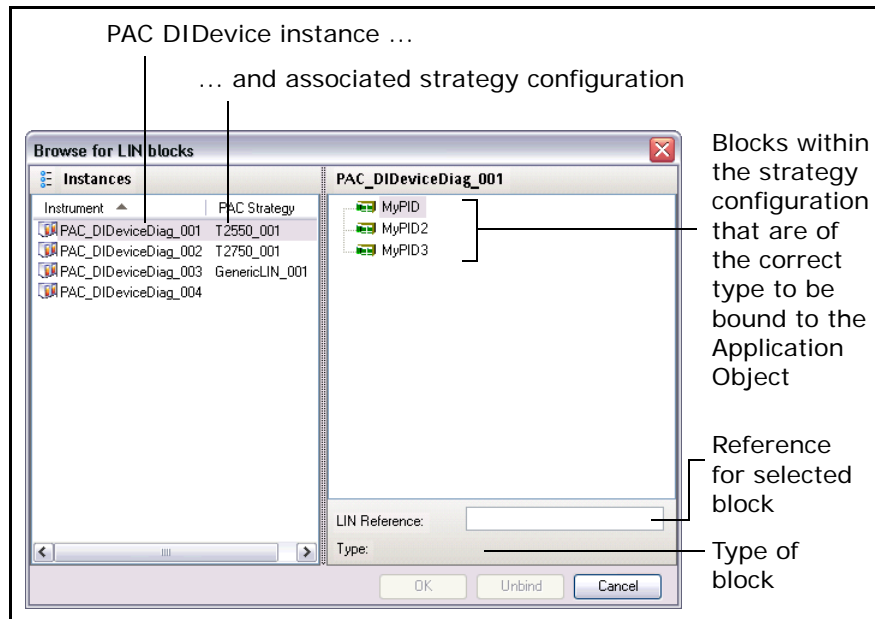 PAC DIDevice instance ...
... and associated strategy configuration
Browse for LIN blocks
Instances
PAC_DIDeviceDiag_001
Instrument
PAC Strategy
PAC_DIDeviceDiag_001 T2550_001
PAC_DIDeviceDiag_002 T2750_001
PAC_DIDeviceDiag_003 GenericLIN_001
PAC_DIDeviceDiag_004
MyPID
MyPID2
MyPID3
Blocks within
the strategy
configuration
that are of
the correct
type to be
bound to the
Application
Object
Reference
for selected
block
LIN Reference:
Type:
Type of
block
OK
Unbind
Cancel